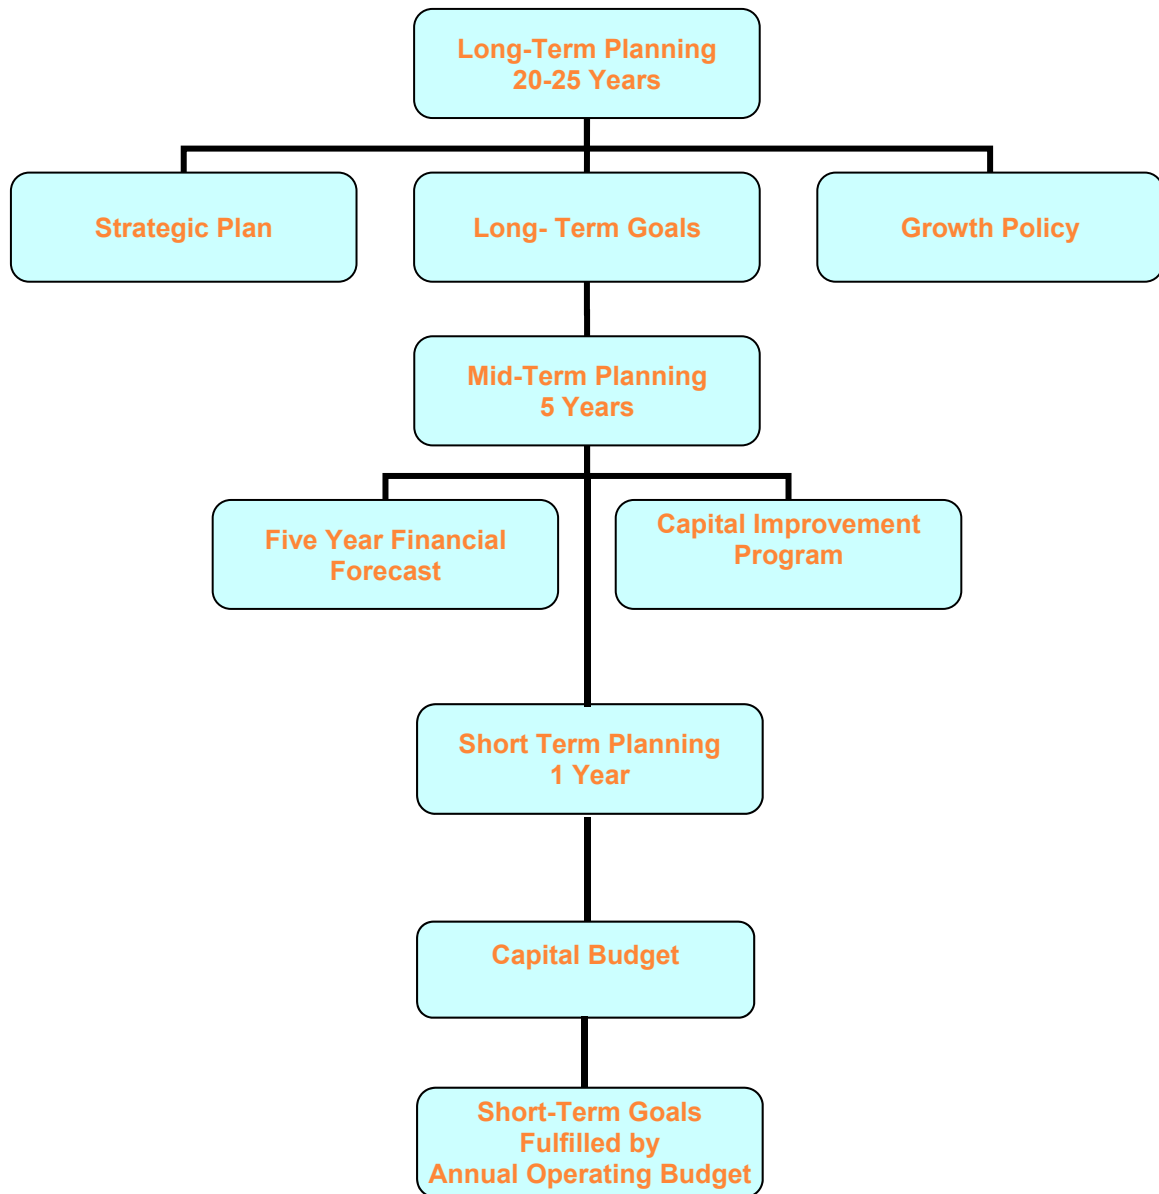 Long-Term Planning
20-25 Years
Strategic Plan
Long- Term Goals
Growth Policy
Mid-Term Planning
5 Years
Five Year Financial
Forecast
Capital Improvement
Program
Short Term Planning
1 Year
Capital Budget
Short-Term Goals
Fulfilled by
Annual Operating Budget